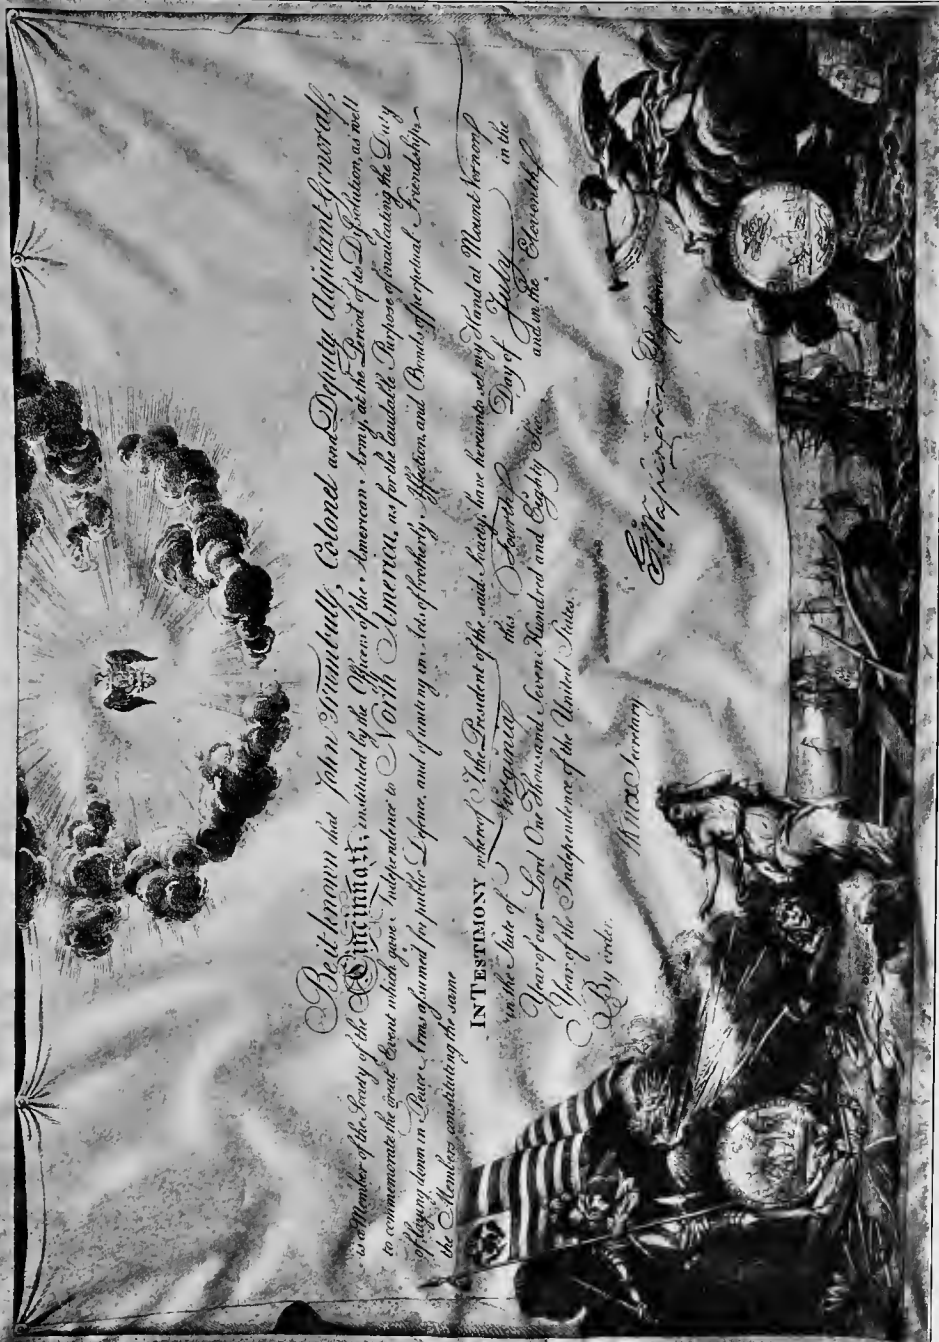 Be it known that John Trumbull, Colonel and Deputy Adjutant General,
is a Member of the Society of the Cincinnati; instituted by the Officers of the American Army, at the Period of its Dissolution, as well
to commemorate the great Event which gave Independence to North America, as for the laudable Purpose of inculcating the Duty
of laying down in Peace Arms assumed for public Defence, and of uniting in Acts of brotherly Affection, and Bonds of perpetual Friendship
the Members constituting the same
IN TESTIMONY whereof I, the President of the said Society, have hereunto set my Hand at Mount Vernon
in the State of Virginia this Fourth Day of July in the
Year of our Lord One Thousand Seven Hundred and Eighty Six and in the Eleventh
Year of the Independence of the United States.
By order,
G. Washington President
Knox Secretary